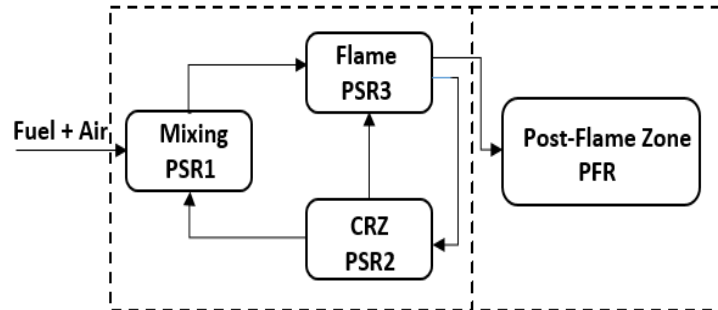 Fuel + Air
Mixing
PSR1
Flame
PSR3
CRZ
PSR2
Post-Flame Zone
PFR